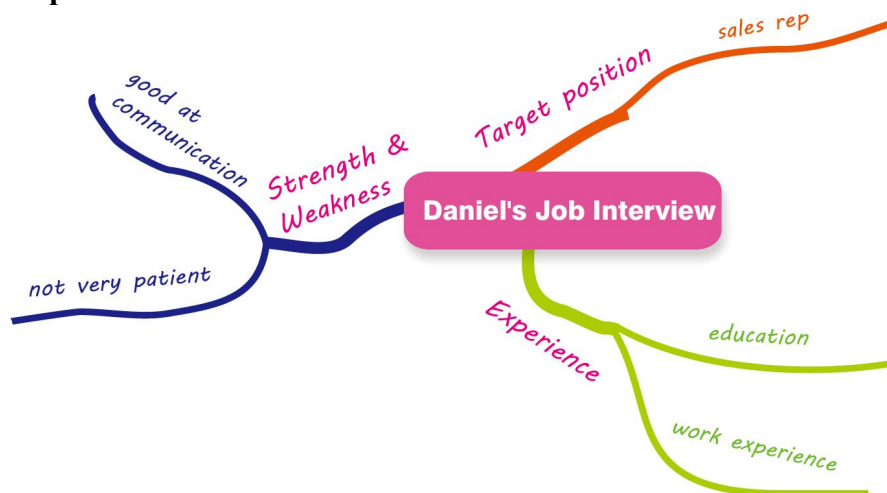 sales rep
Target position
good at
communication
Strength &
Weakness
Daniel's Job Interview
not very patient
Experience
education
work experience